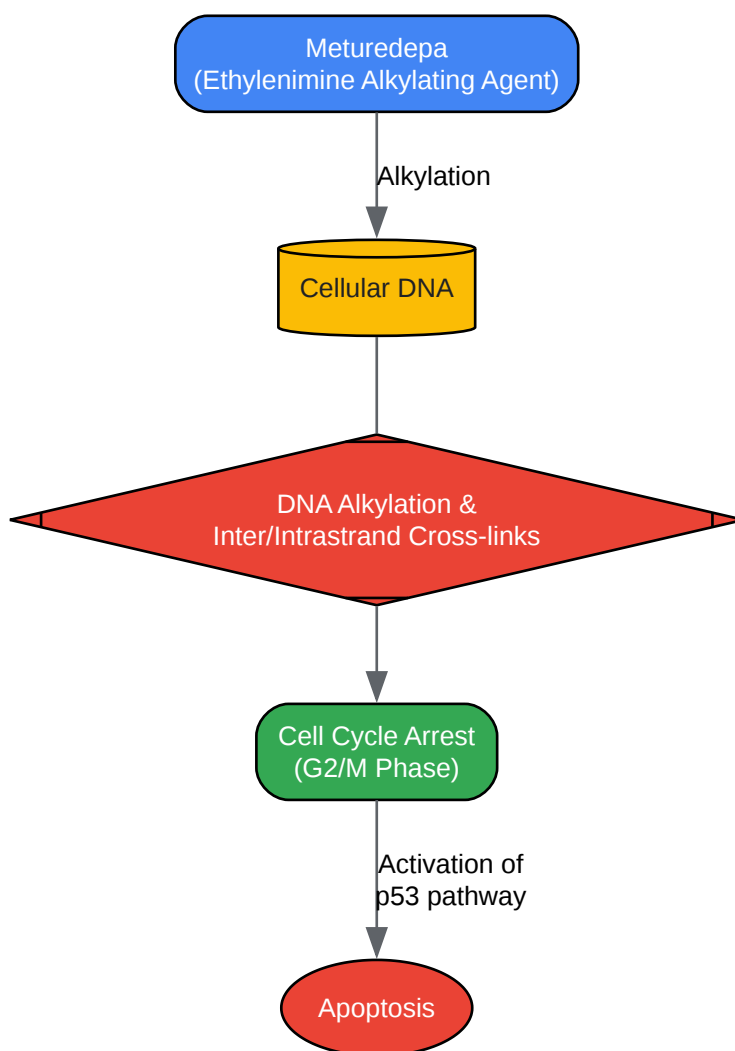 Meturedepa
(Ethylenimine Alkylating Agent)
Alkylation
Cellular DNA
DNA Alkylation &
Inter/Intrastrand Cross-links
Cell Cycle Arrest
(G2/M Phase)
Activation of
p53 pathway
Apoptosis